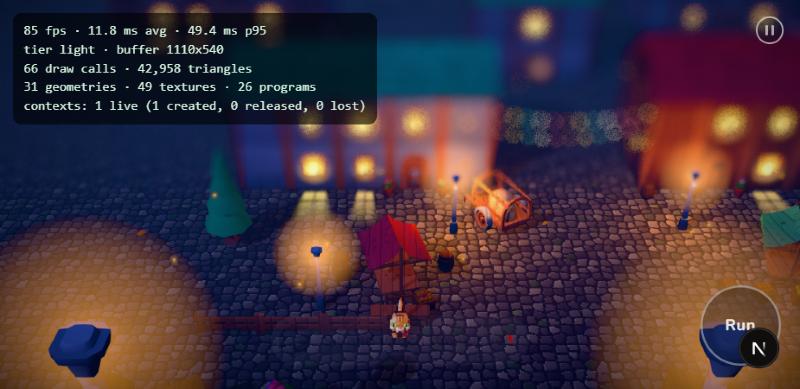 85 fps · 11.8 ms avg · 49.4 ms p95
tier light · buffer 1110x540
66 draw calls · 42,958 triangles
31 geometries · 49 textures · 26 programs
contexts: 1 live (1 created, 0 released, 0 lost)
Run
N